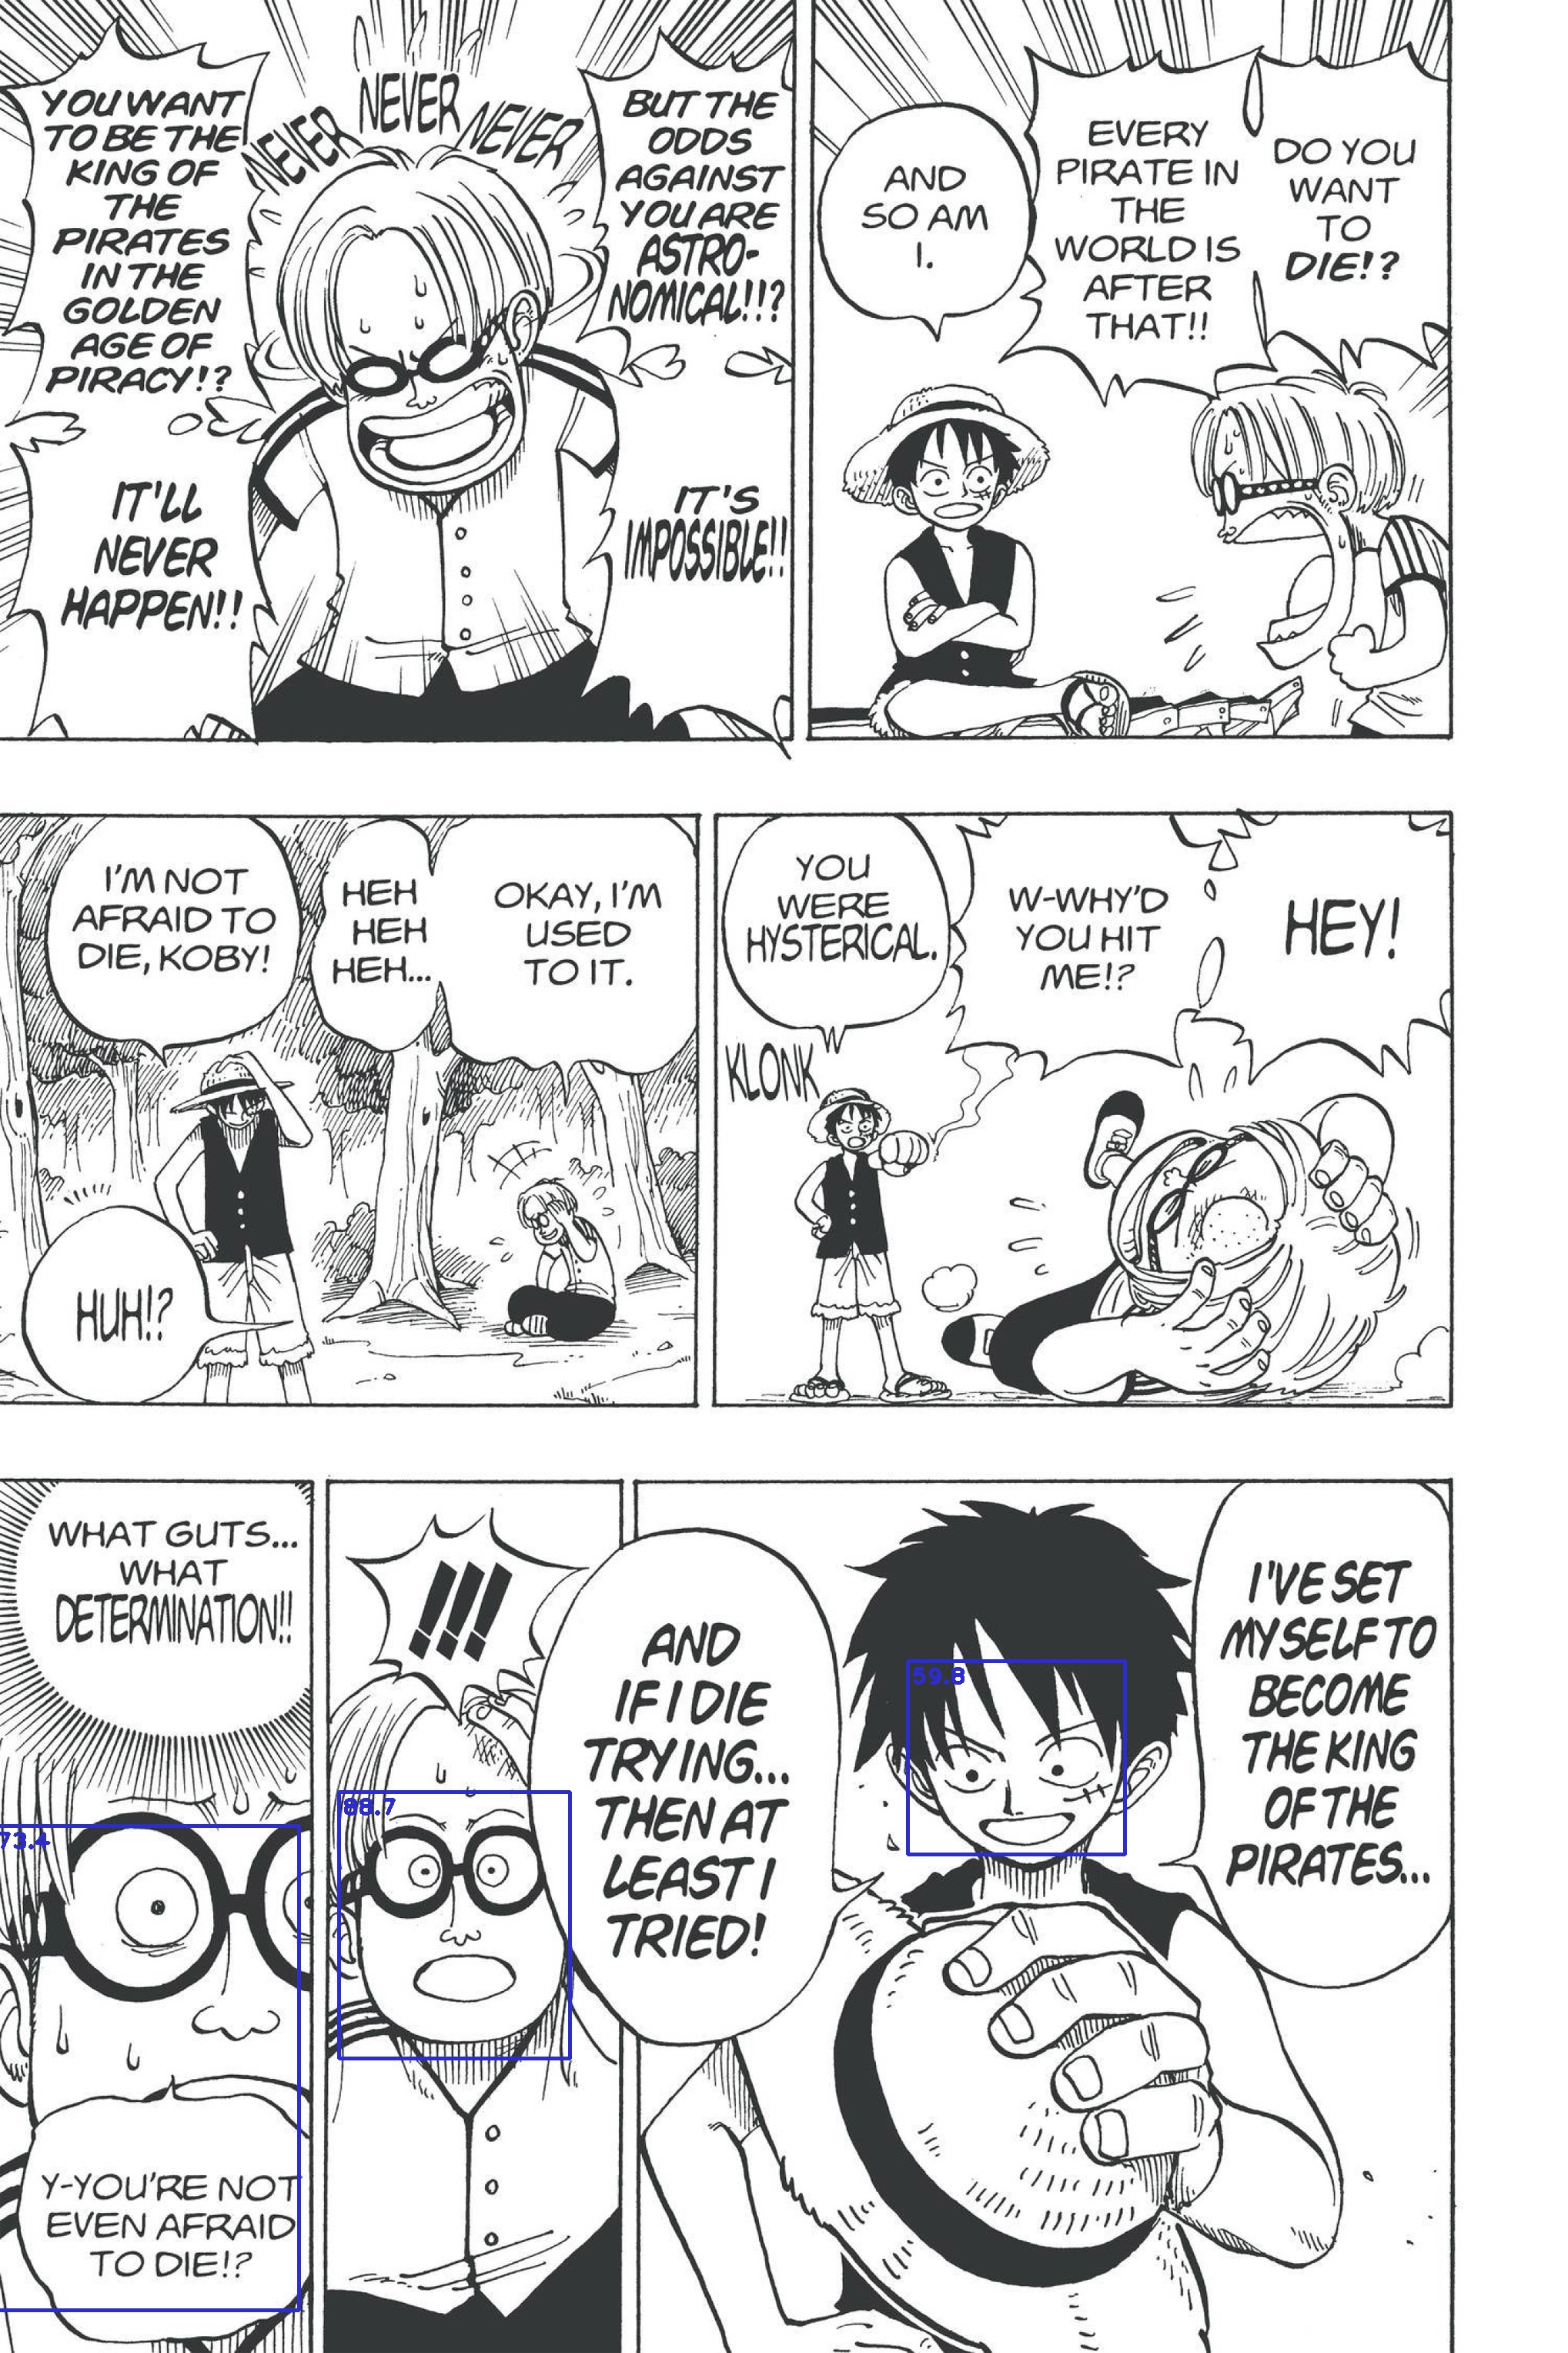 DO YOU
WANT
TO
DIE!?
EVERY
PIRATE IN
THE
WORLD IS
AFTER
THAT!!
AND
SO AM
I.
BUT THE
ODDS
AGAINST
YOU ARE
ASTRO-
NOMICAL!!?
IT'S
IMPOSSIBLE!!
NEVER
NEVER
NEVER
YOU WANT
TO BE THE
KING OF
THE
PIRATES
IN THE
GOLDEN
AGE OF
PIRACY!?
IT'LL
NEVER
HAPPEN!!
HEY!
W-WHY'D
YOU HIT
ME!?
YOU
WERE
HYSTERICAL.
KLONK
OKAY, I'M
USED
TO IT.
HEH
HEH
HEH...
I'M NOT
AFRAID TO
DIE, KOBY!
HUH!?
I'VE SET
MYSELF TO
BECOME
THE KING
OF THE
PIRATES...
59.8
AND
IF I DIE
TRYING...
THEN AT
LEAST I
TRIED!
!!!
88.7
WHAT GUTS...
WHAT
DETERMINATION!!
73.4
Y-YOU'RE NOT
EVEN AFRAID
TO DIE!?